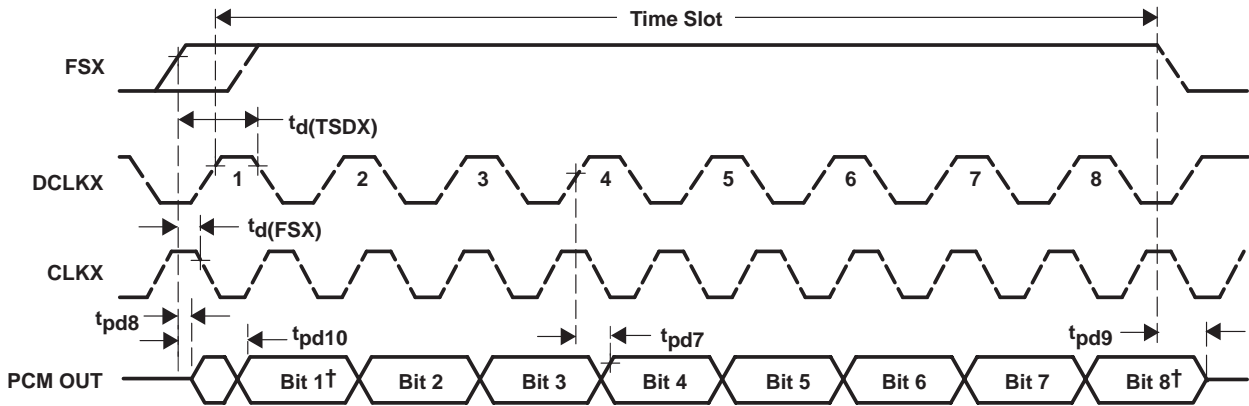 Time Slot
FSX
td(TSDX)
DCLKX
1 2 3 4 5 6 7 8
td(FSX)
CLKX
tpd8
tpd10
tpd7
tpd9
PCM OUT
Bit 1† Bit 2 Bit 3 Bit 4 Bit 5 Bit 6 Bit 7 Bit 8†